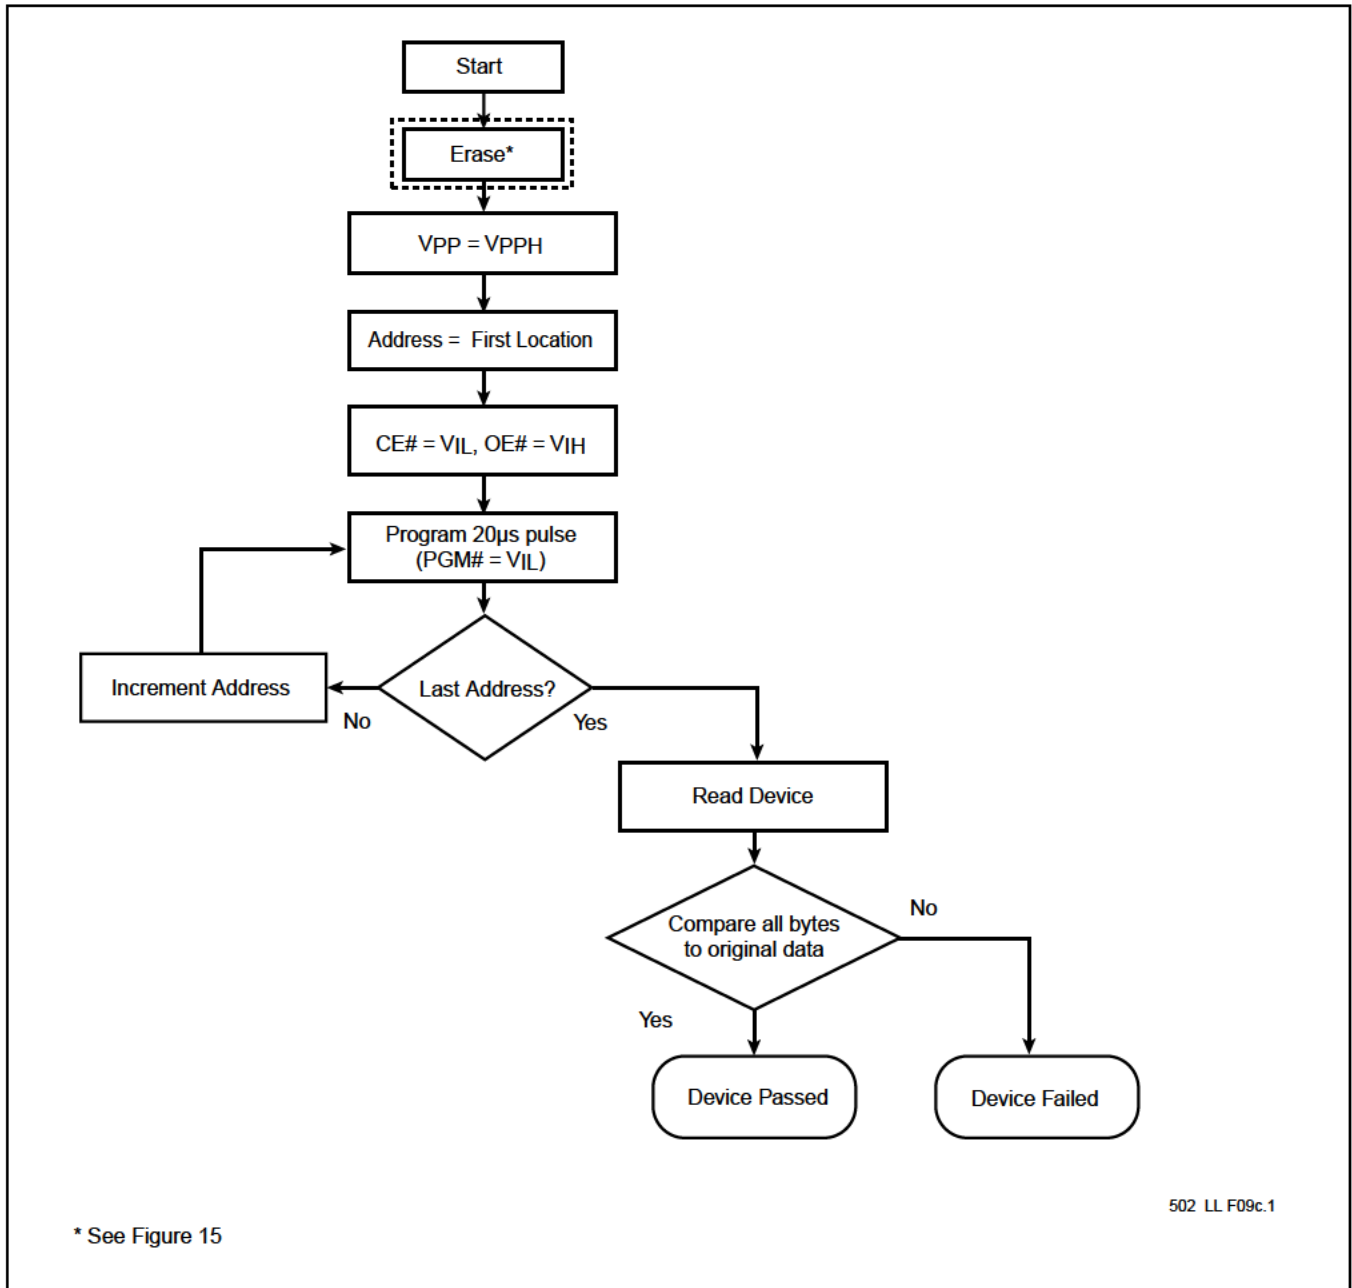 Start
Erase*
VPP = VPPH
Address = First Location
CE# = VIL, OE# = VIH
Program 20µs pulse
(PGM# = VIL)
Increment Address
Last Address?
No
Yes
Read Device
Compare all bytes
to original data
No
Yes
Device Passed
Device Failed
502 LL F09c.1
* See Figure 15